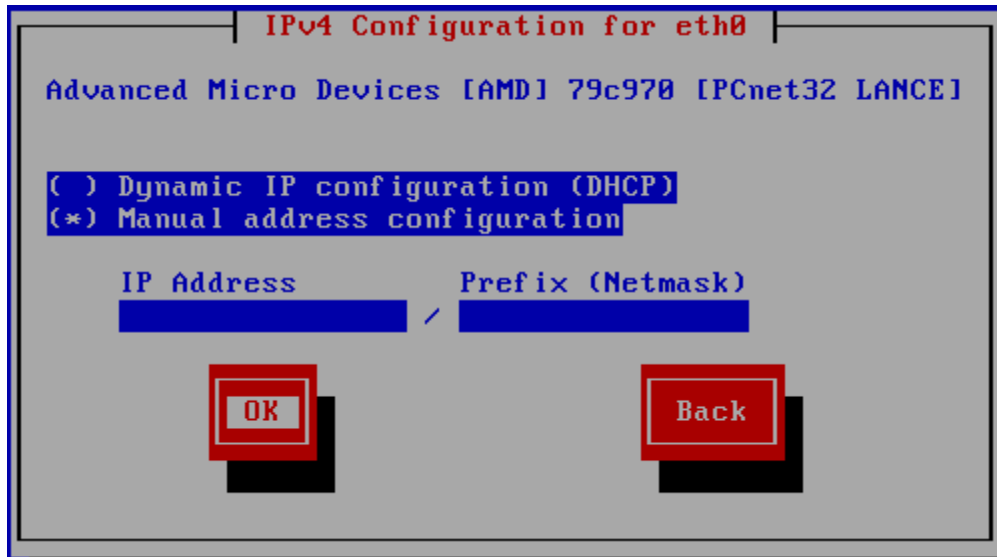 IPv4 Configuration for eth0
Advanced Micro Devices [AMD] 79c970 [PCnet32 LANCE]
( ) Dynamic IP configuration (DHCP)
(*) Manual address configuration
IP Address Prefix (Netmask)
/
OK Back